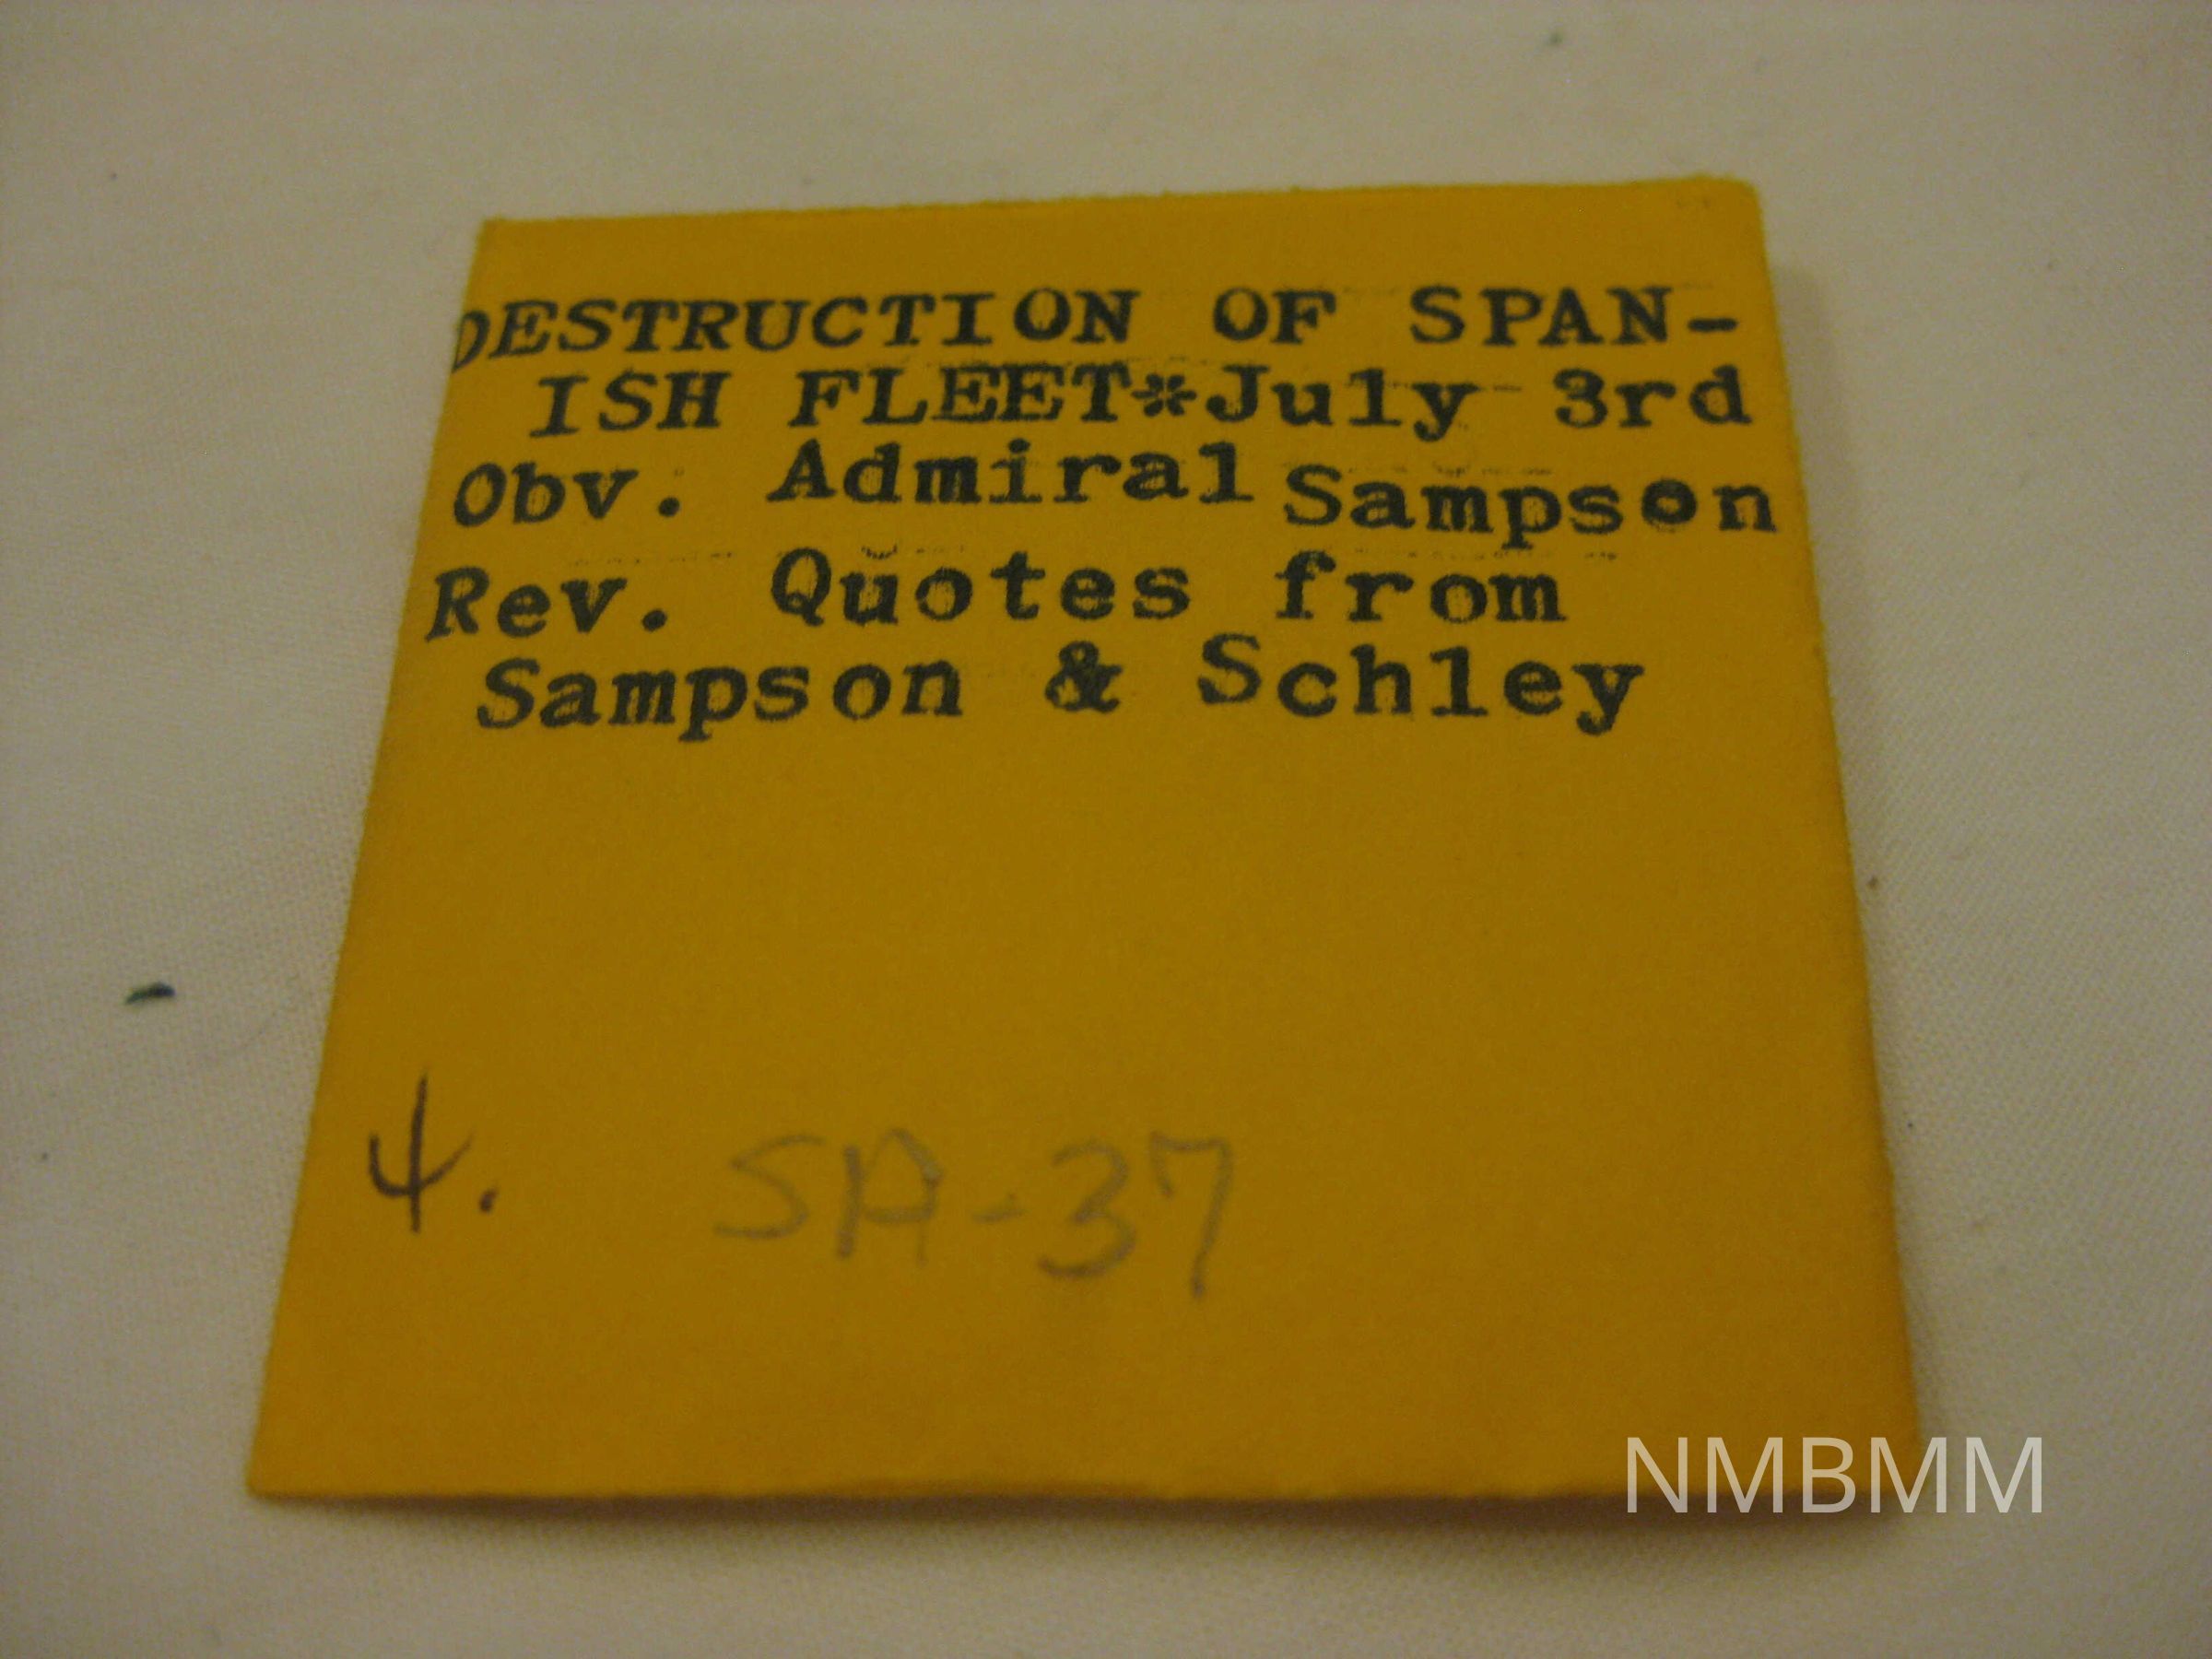 DESTRUCTION OF SPAN-
ISH FLEET*July 3rd
Obv. Admiral Sampson
Rev. Quotes from
Sampson & Schley
4. SA-37
NMBMM